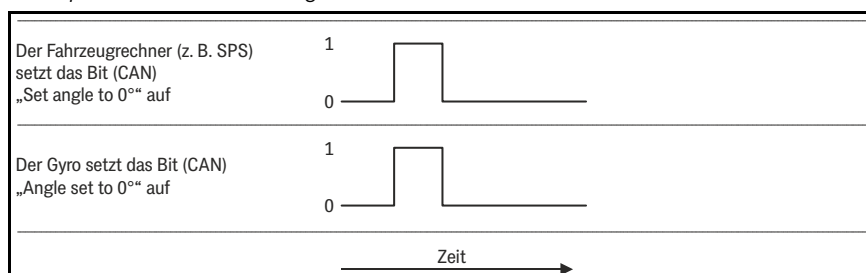 Der Fahrzeugrechner (z. B. SPS)
setzt das Bit (CAN)
„Set angle to 0°“ auf
1
0
Der Gyro setzt das Bit (CAN)
„Angle set to 0°“ auf
1
0
Zeit